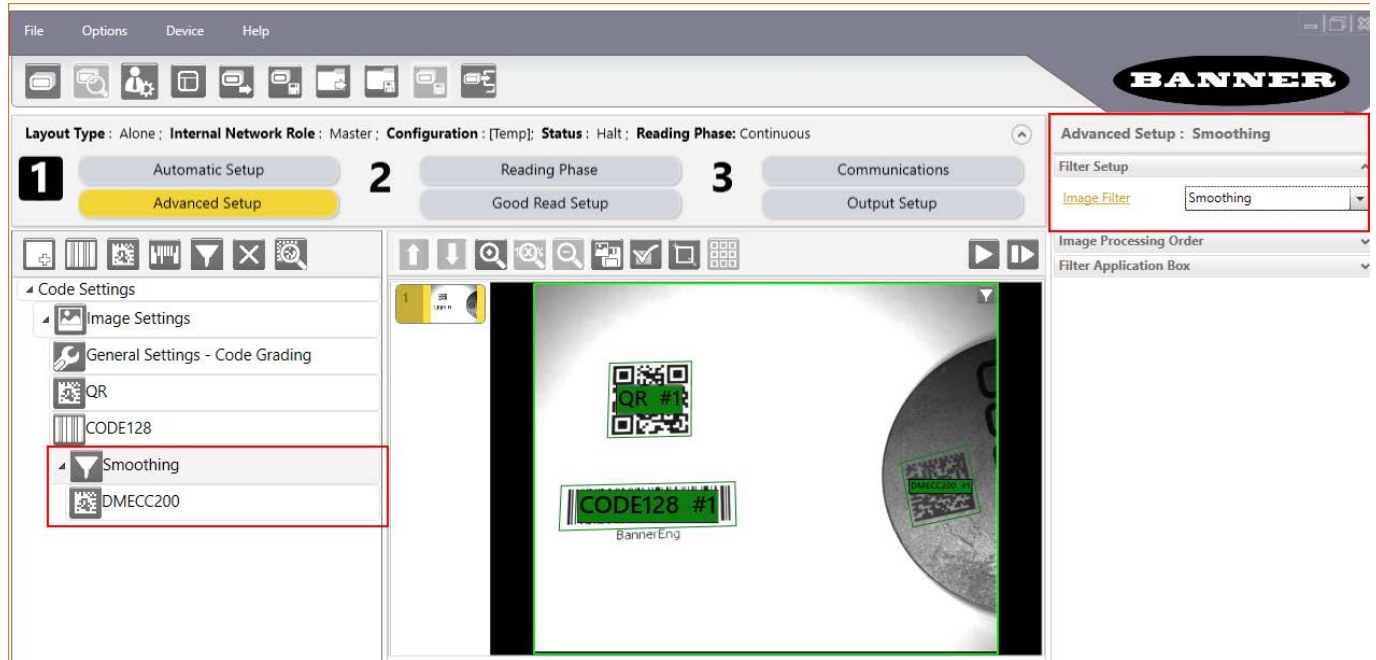 File Options Device Help
BANNER
Layout Type : Alone ; Internal Network Role : Master ; Configuration : [Temp]; Status : Halt ; Reading Phase: Continuous
1 Automatic Setup 2 Reading Phase 3 Communications
Advanced Setup Good Read Setup Output Setup
Advanced Setup : Smoothing
Filter Setup
Image Filter Smoothing
Image Processing Order
Filter Application Box
Code Settings
Image Settings
General Settings - Code Grading
QR
CODE128
Smoothing
DMECC200
1
QR #1
CODE128 #1
BannerEng
DMECC200 #1